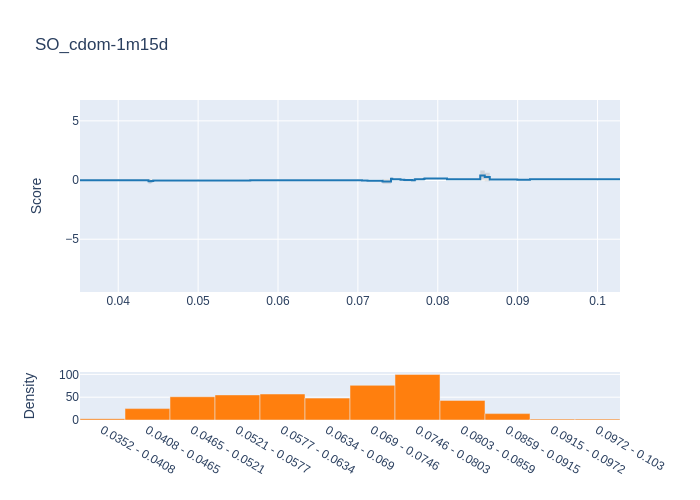 SO_cdom-1m15d
5
0
−5
Score
0.04
0.05
0.06
0.07
0.08
0.09
0.1
100
50
0
Density
0.0352 - 0.0408
0.0408 - 0.0465
0.0465 - 0.0521
0.0521 - 0.0577
0.0577 - 0.0634
0.0634 - 0.069
0.069 - 0.0746
0.0746 - 0.0803
0.0803 - 0.0859
0.0859 - 0.0915
0.0915 - 0.0972
0.0972 - 0.103